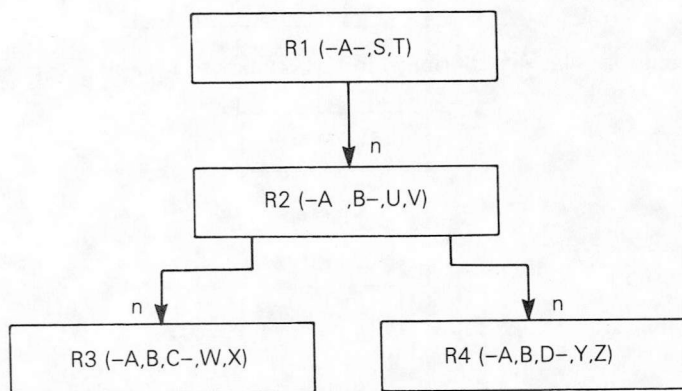 R1 (–A–,S,T)
n
R2 (–A ,B–,U,V)
n
n
R3 (–A,B,C–,W,X)
R4 (–A,B,D–,Y,Z)